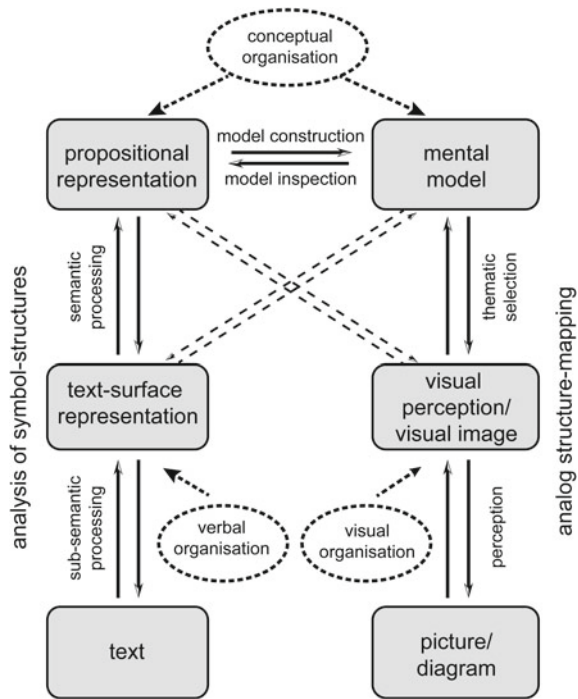 conceptual
organisation
propositional
representation
model construction
model inspection
mental
model
semantic
processing
thematic
selection
analysis of symbol-structures
analog structure-mapping
text-surface
representation
visual
perception/
visual image
sub-semantic
processing
verbal
organisation
visual
organisation
perception
text
picture/
diagram